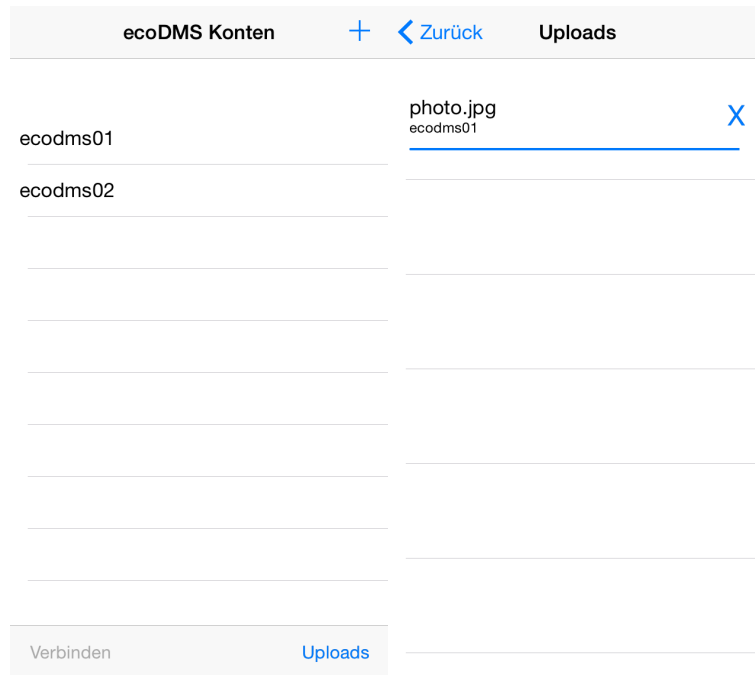 ecoDMS Konten
ecodms01
ecodms02
Verbinden
Uploads
Zurück
Uploads
photo.jpg
X
ecodms01